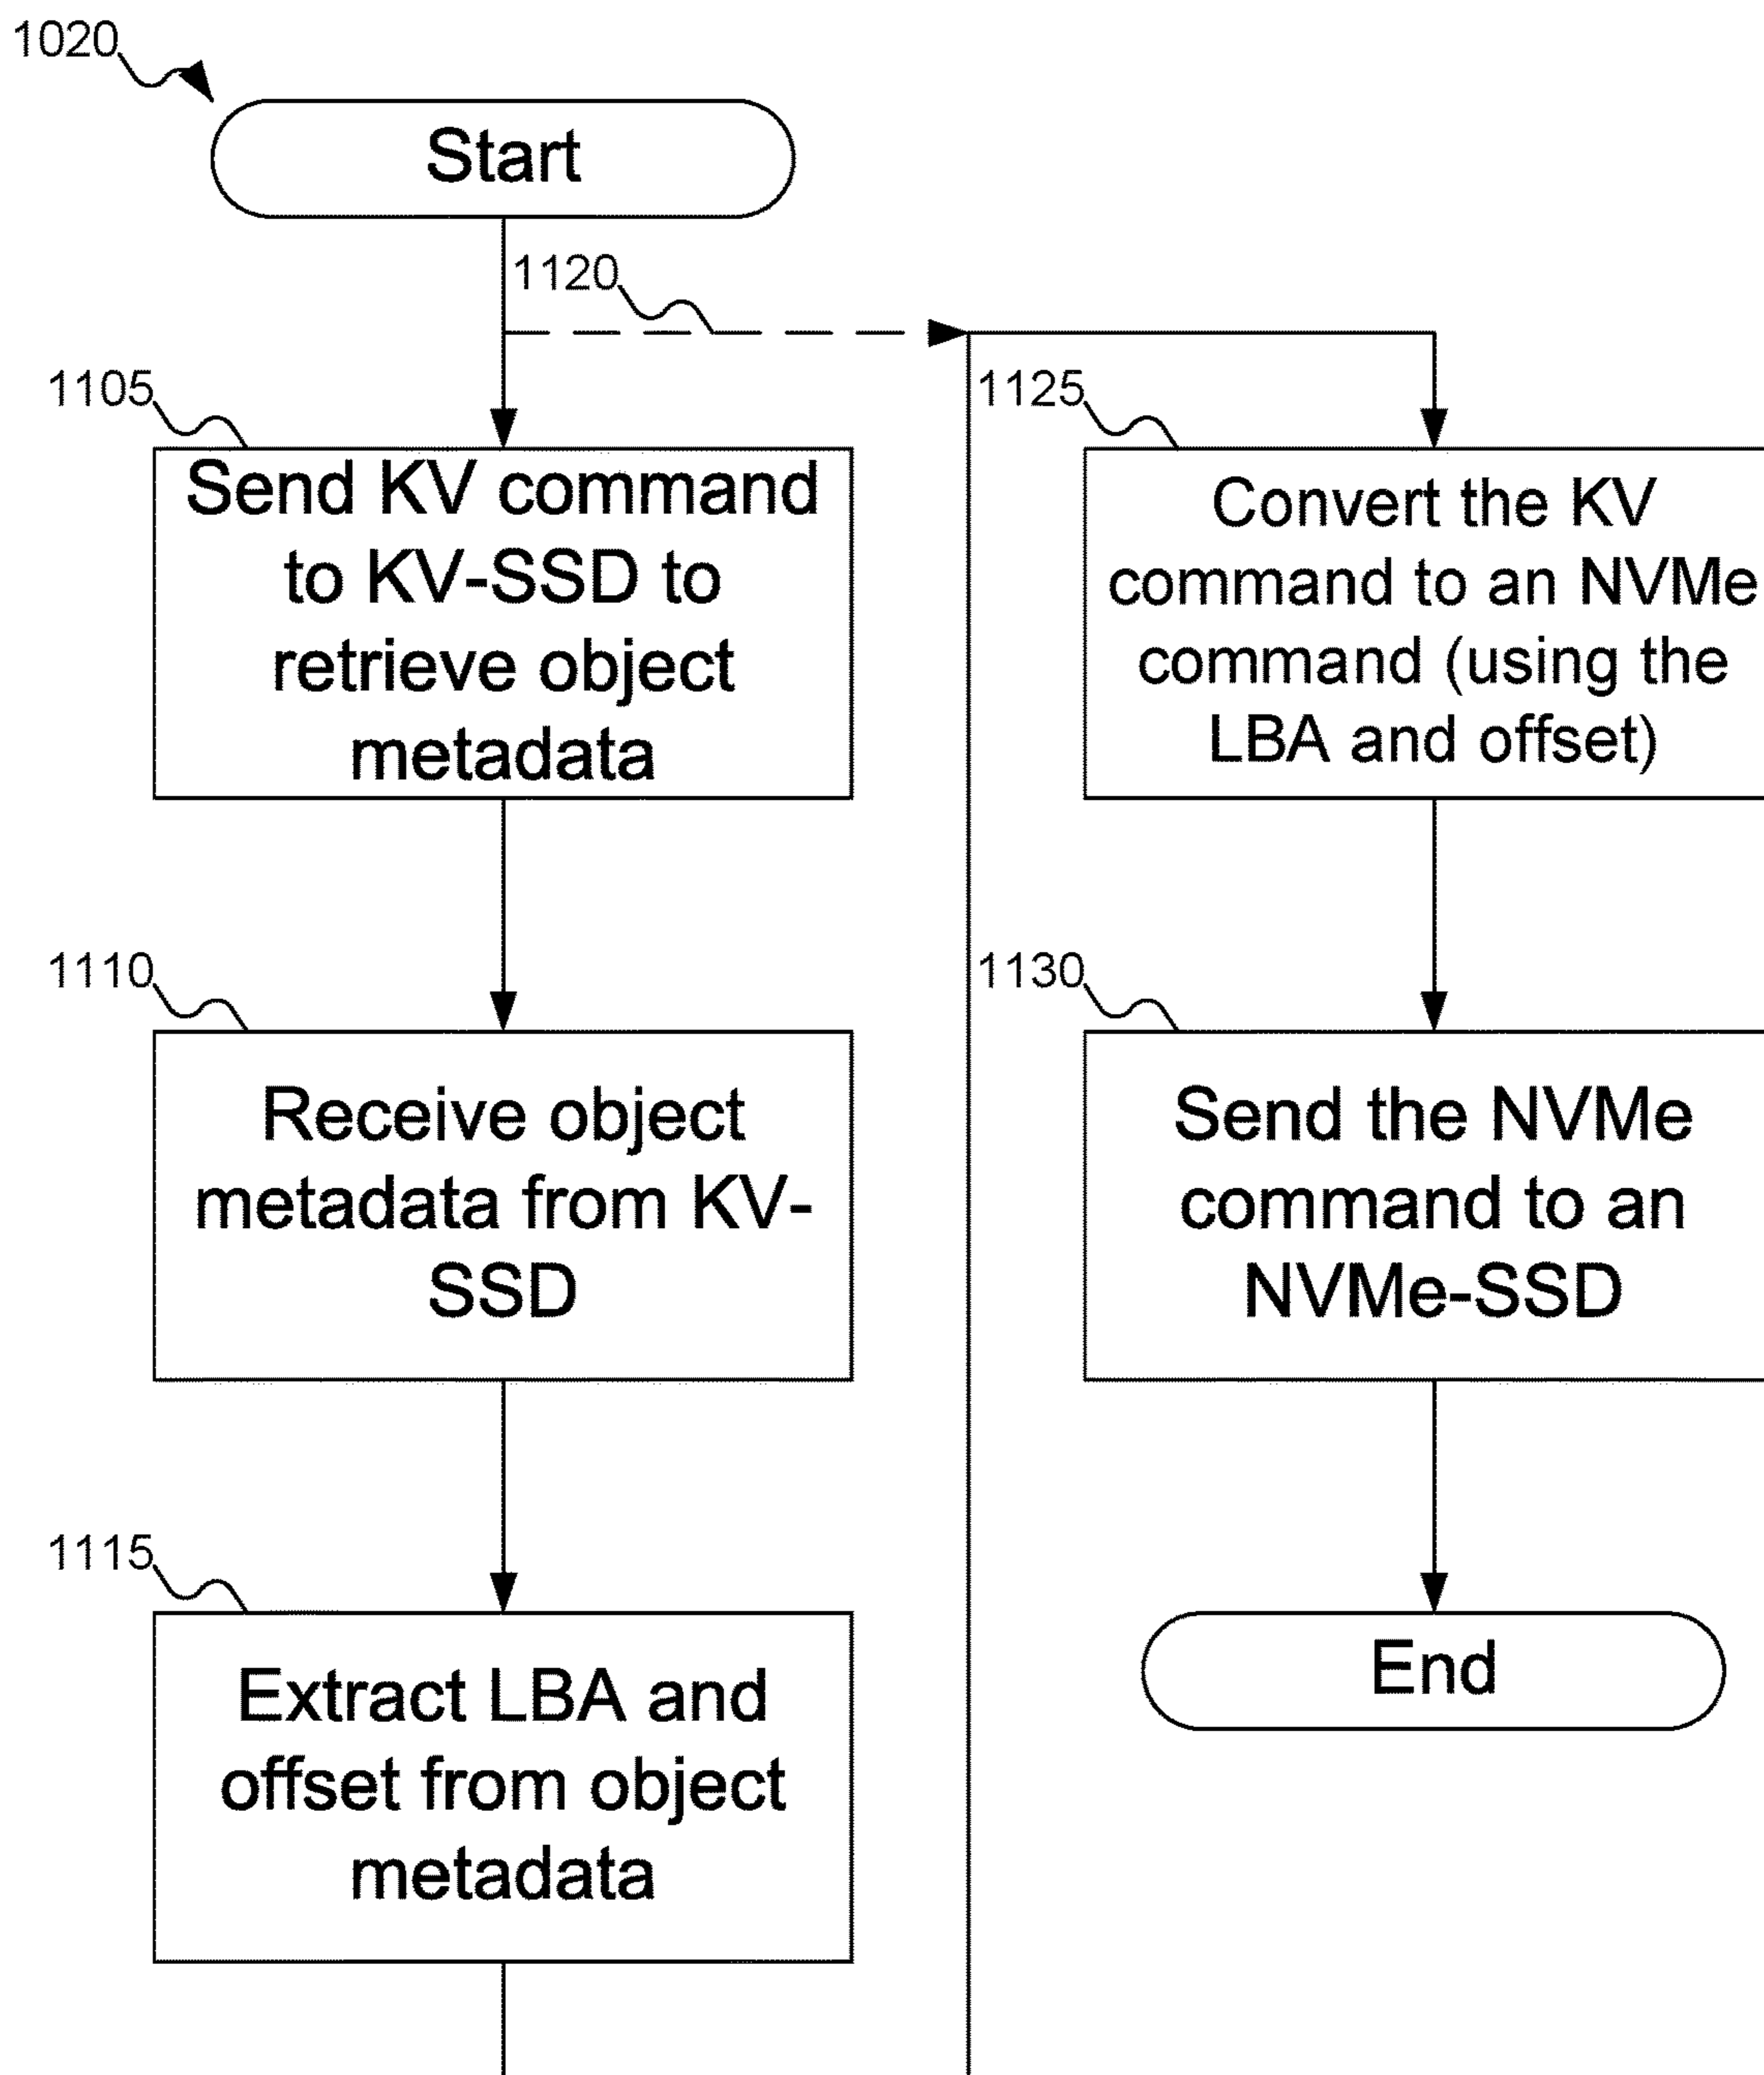 1020
Start
1120
1105
Send KV command
to KV-SSD to
retrieve object
metadata
1110
Receive object
metadata from KV-
SSD
1115
Extract LBA and
offset from object
metadata
1125
Convert the KV
command to an NVMe
command (using the
LBA and offset)
1130
Send the NVMe
command to an
NVMe-SSD
End